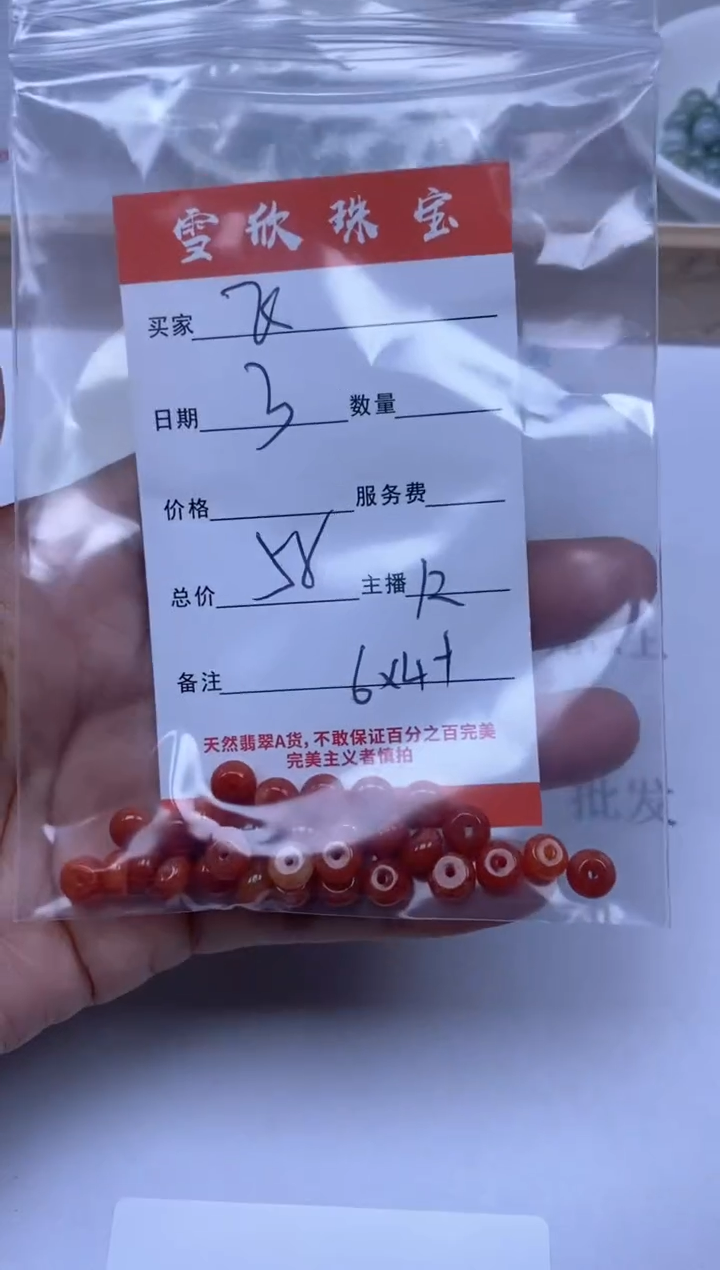 雪欣珠宝
买家
日期 3 数量
价格 服务费
总价 58 主播 12
备注 6x4+
天然翡翠A货,不敢保证百分之百完美
完美主义者慎拍
批发